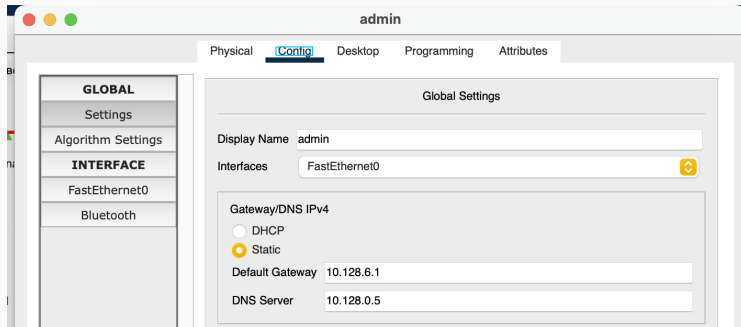 admin
Physical Config Desktop Programming Attributes
GLOBAL
Settings
Algorithm Settings
INTERFACE
FastEthernet0
Bluetooth
Global Settings
Display Name admin
Interfaces FastEthernet0
Gateway/DNS IPv4
DHCP
Static
Default Gateway 10.128.6.1
DNS Server 10.128.0.5